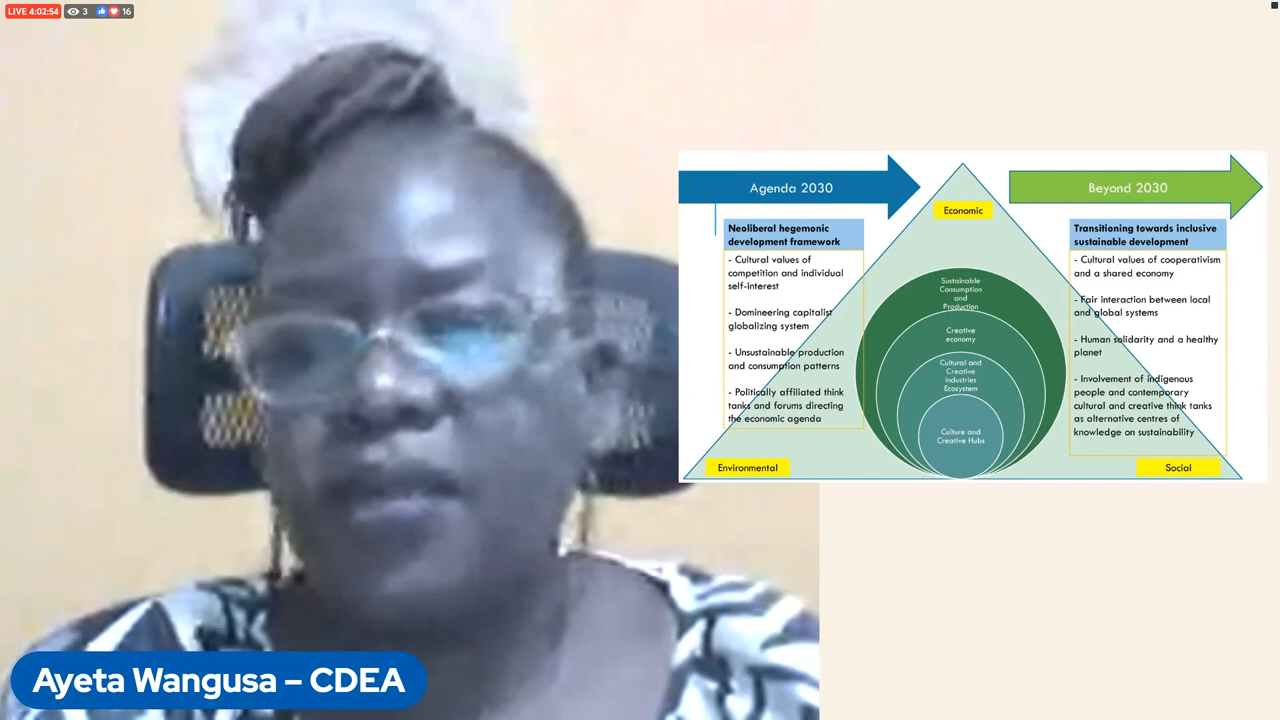 LIVE 4:02:54
3
16
Agenda 2030
Beyond 2030
Economic
Neoliberal hegemonic
development framework
- Cultural values of
competition and individual
self-interest
- Domineering capitalist
globalizing system
- Unsustainable production
and consumption patterns
- Politically affiliated think
tanks and forums directing
the economic agenda
Sustainable
Consumption
and
Production
Creative
economy
Cultural and
Creative
Industries
Ecosystem
Culture and
Creative Hubs
Transitioning towards inclusive
sustainable development
- Cultural values of cooperativism
and a shared economy
- Fair interaction between local
and global systems
- Human solidarity and a healthy
planet
- Involvement of indigenous
people and contemporary
cultural and creative think tanks
as alternative centres of
knowledge on sustainability
Environmental
Social
Ayeta Wangusa – CDEA